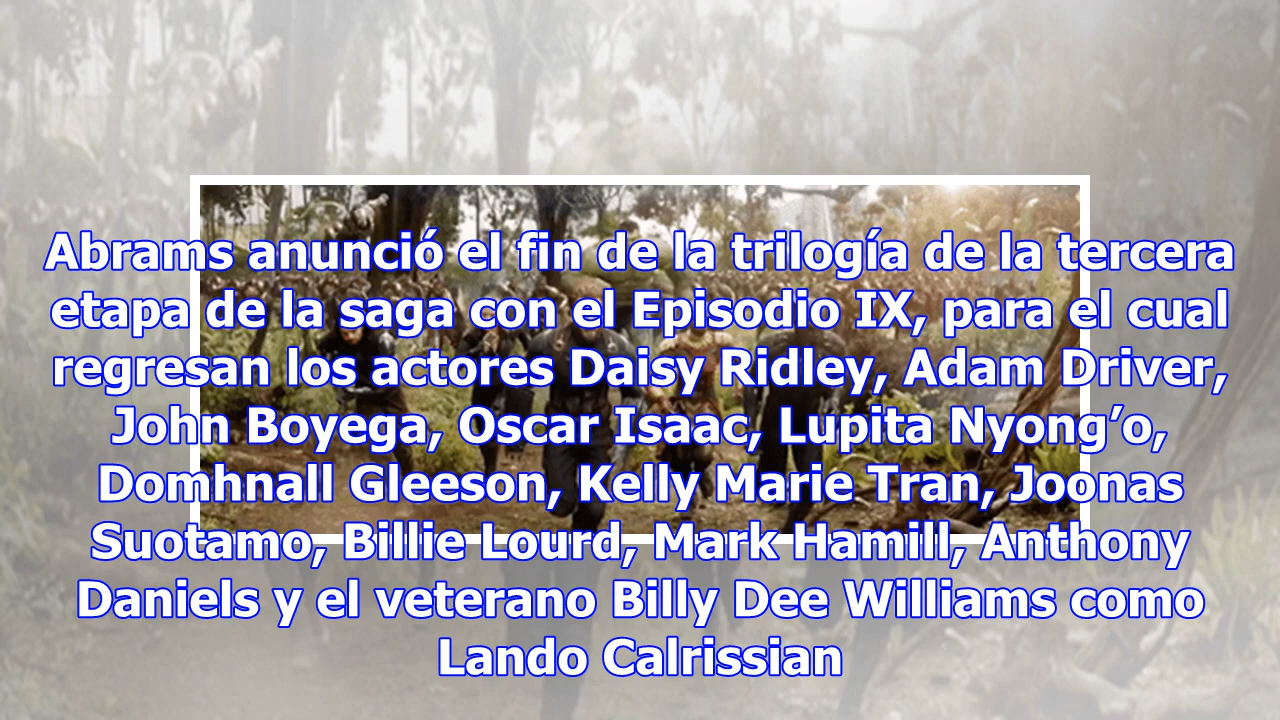 Abrams anunció el fin de la trilogía de la tercera
etapa de la saga con el Episodio IX, para el cual
regresan los actores Daisy Ridley, Adam Driver,
John Boyega, Oscar Isaac, Lupita Nyong’o,
Domhnall Gleeson, Kelly Marie Tran, Joonas
Suotamo, Billie Lourd, Mark Hamill, Anthony
Daniels y el veterano Billy Dee Williams como
Lando Calrissian